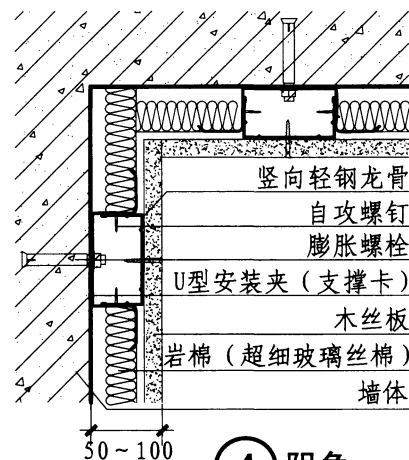 竖向轻钢龙骨
自攻螺钉
膨胀螺栓
U型安装夹（支撑卡）
木丝板
岩棉（超细玻璃丝棉）
墙体
50～100